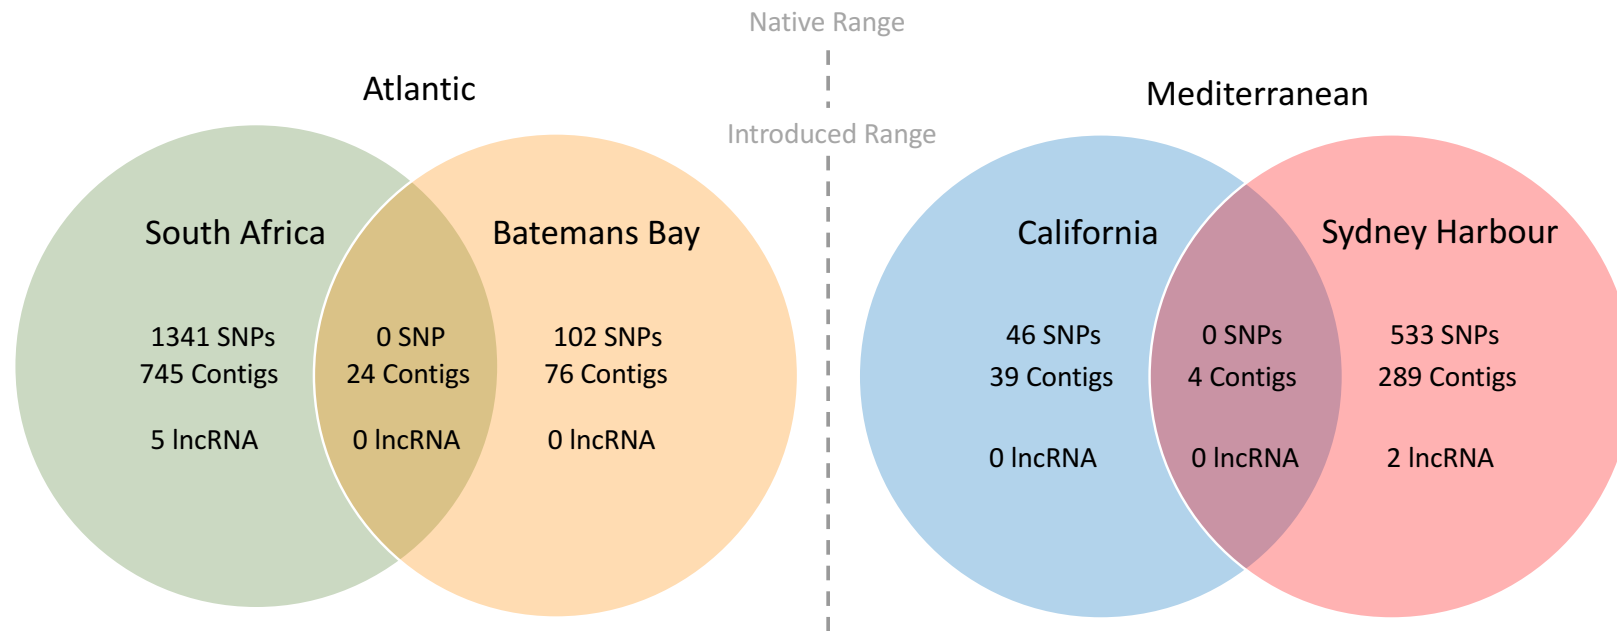 Native Range
Atlantic
Mediterranean
Introduced Range
South Africa
Batemans Bay
1341 SNPs
0 SNP
102 SNPs
745 Contigs
24 Contigs
76 Contigs
5 lncRNA
0 lncRNA
0 lncRNA
California
Sydney Harbour
46 SNPs
0 SNPs
533 SNPs
39 Contigs
4 Contigs
289 Contigs
0 lncRNA
0 lncRNA
2 lncRNA